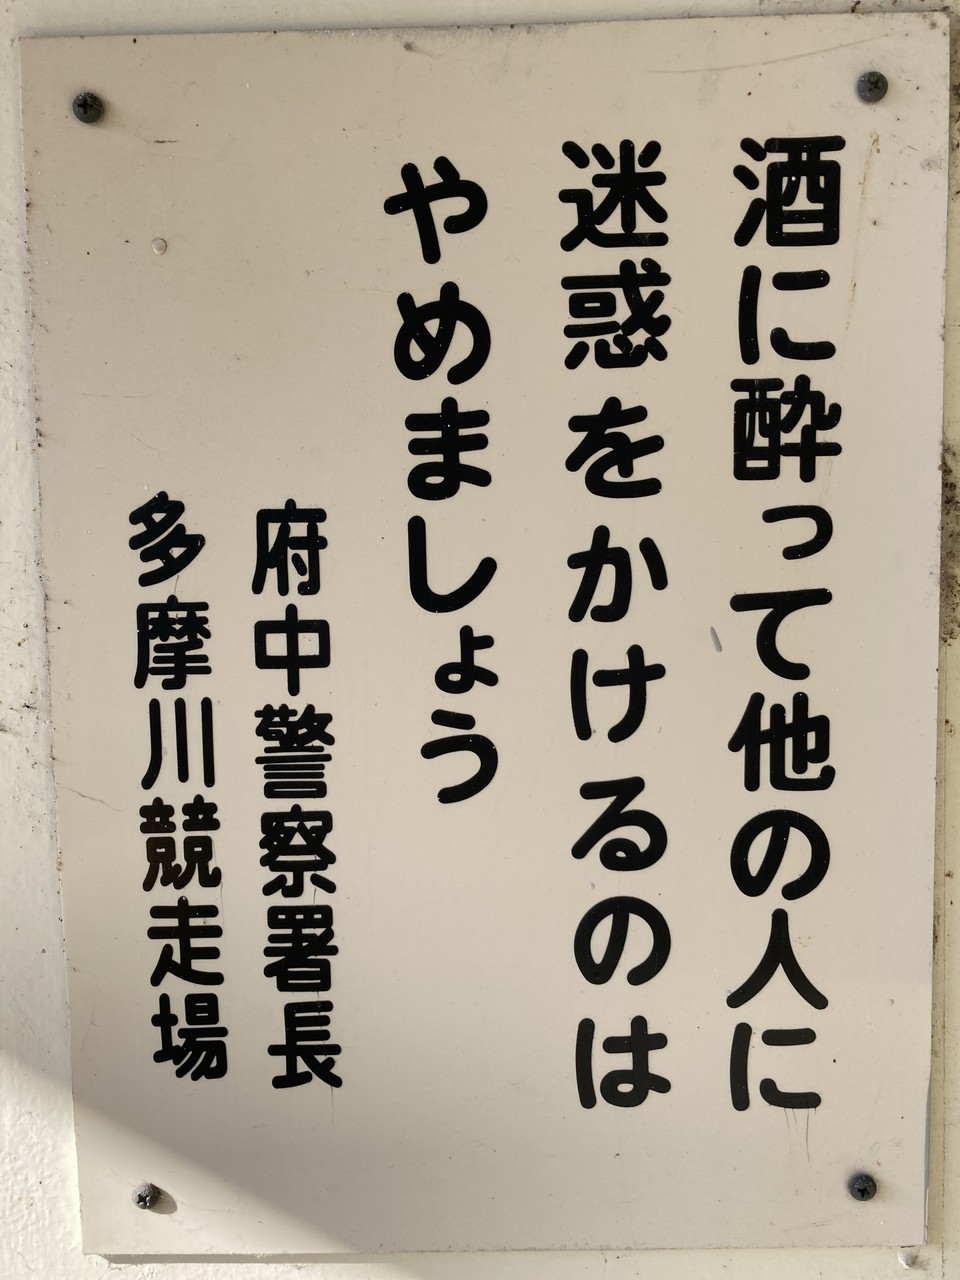 酒に酔って他の人に
迷惑をかけるのは
やめましょう
府中警察署長
多摩川競走場